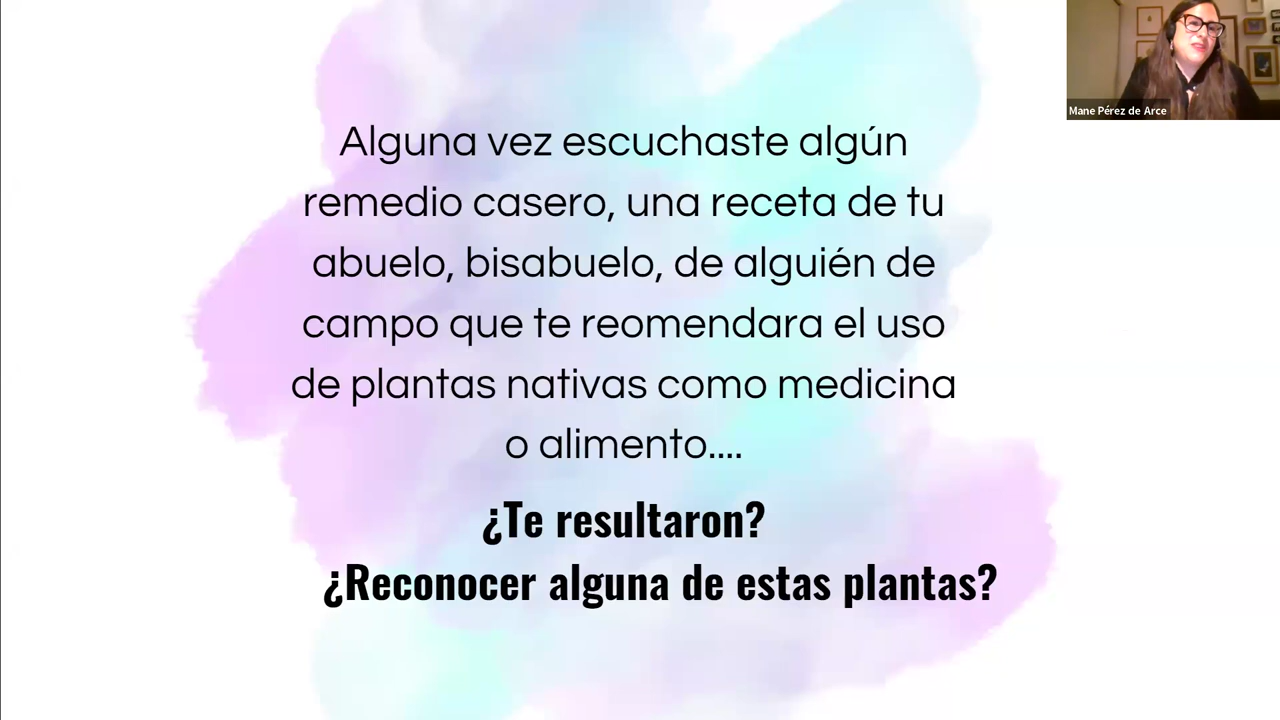 Alguna vez escuchaste algún
remedio casero, una receta de tu
abuelo, bisabuelo, de alguién de
campo que te reomendara el uso
de plantas nativas como medicina
o alimento....
¿Te resultaron?
¿Reconocer alguna de estas plantas?
Mane Pérez de Arce